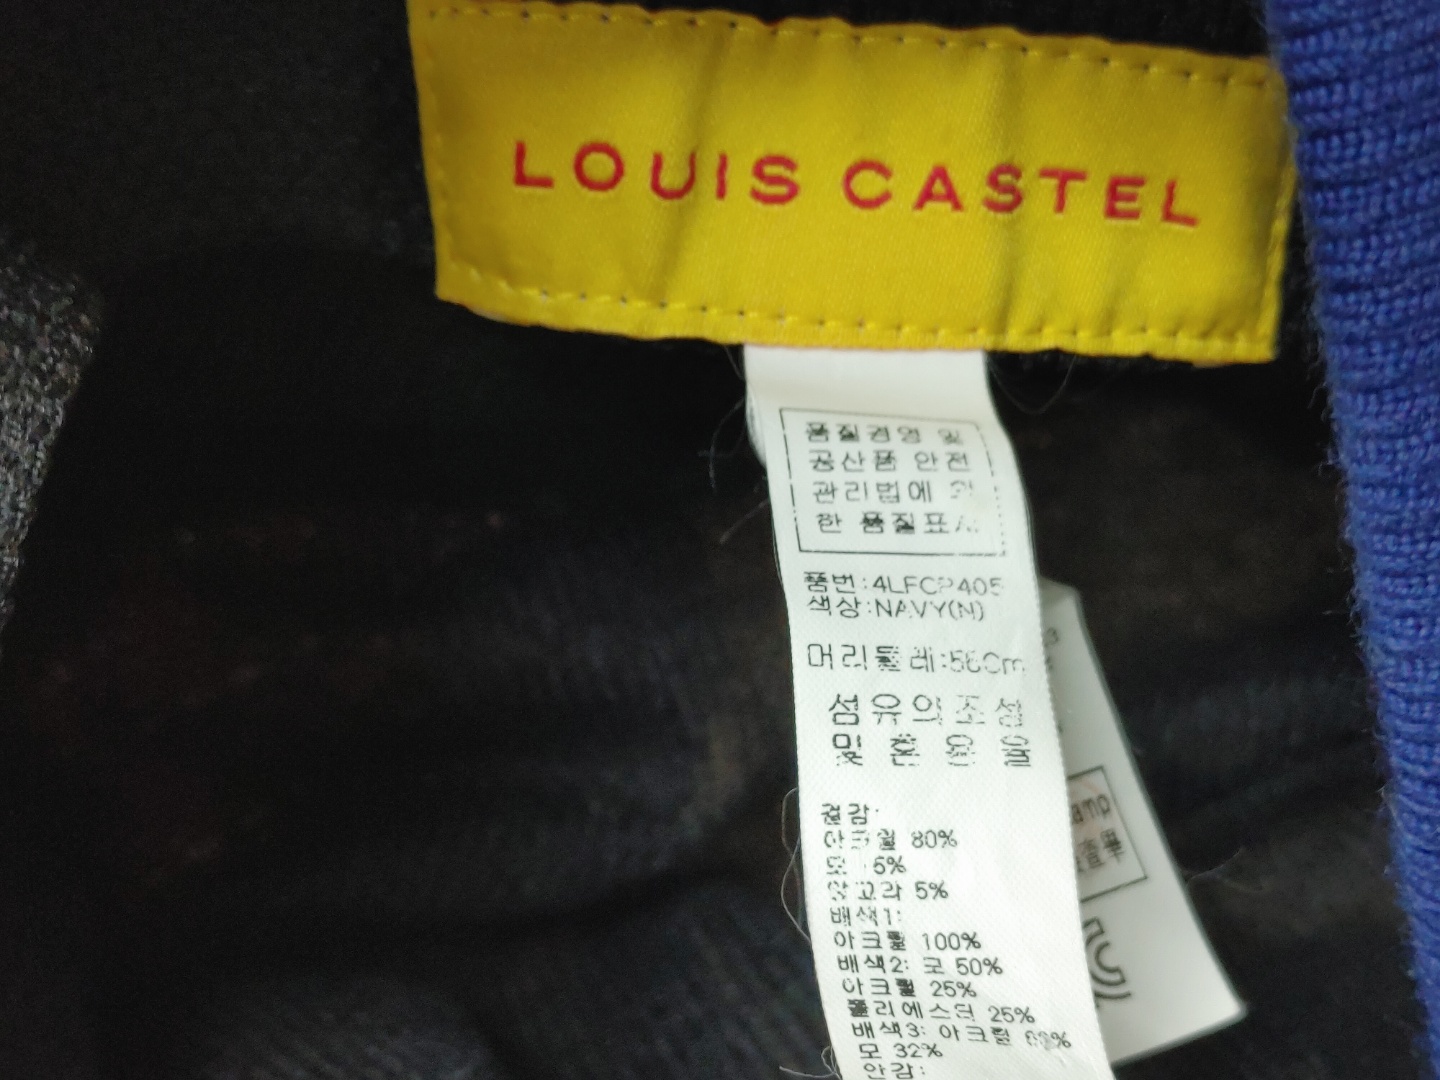 LOUIS CASTEL
품질경영 및
공산품 안전
관리법에 의
한 품질표시
품번:4LFCP405
색상:NAVY(N)
머리둘레:56Cm
섬유의조성
및 혼용율
겉감:
아크릴 80%
모 15%
앙고라 5%
배색1:
아크릴 100%
배색2: 모 50%
아크릴 25%
폴리에스터 25%
배색3: 아크릴 68%
모 32%
안감:
amp